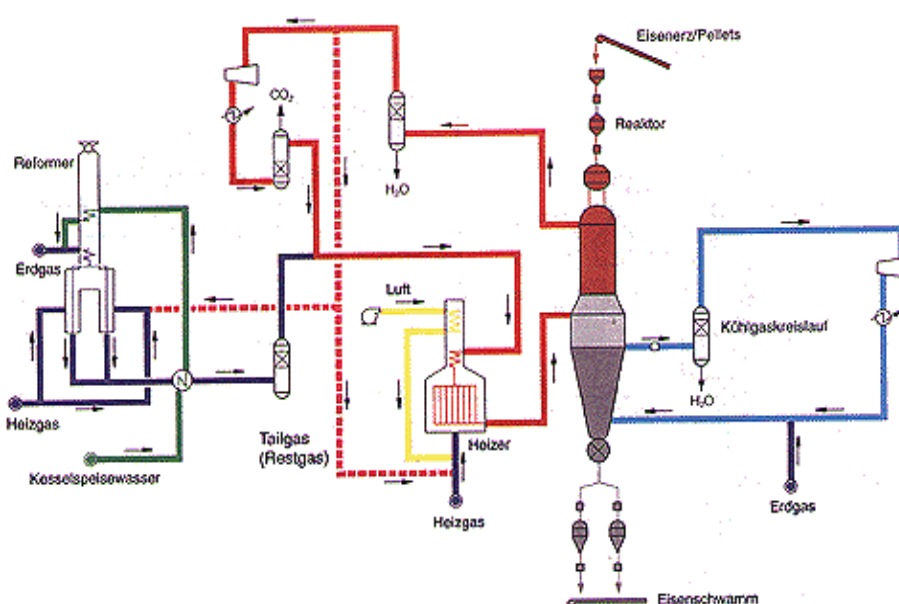 Eisenerz/Pellets
CO₂
Reaktor
Reformer
H₂O
Erdgas
Luft
Kühlgaskreislauf
H₂O
Heizgas
Tailgas
(Restgas)
Heizer
Kesselspeisewasser
Heizgas
Erdgas
Eisenschwamm